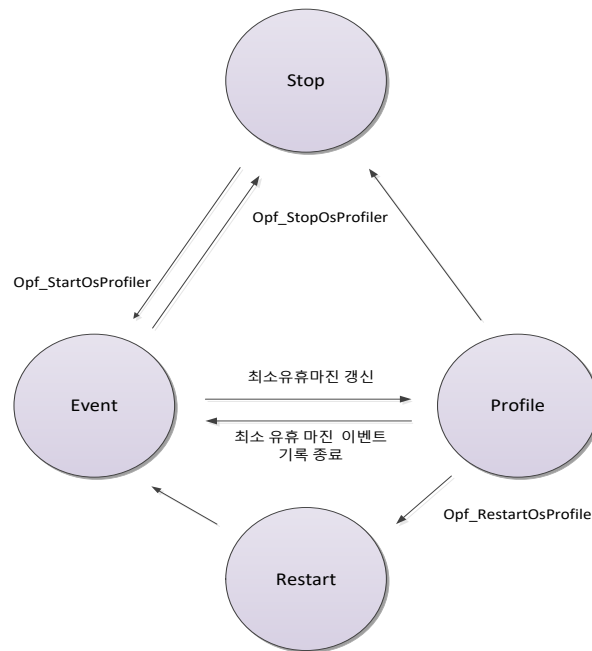 Stop
Opf_StopOsProfiler
Opf_StartOsProfiler
최소유휴마진 갱신
Event
Profile
최소 유휴 마진 이벤트
기록 종료
Opf_RestartOsProfile
Restart